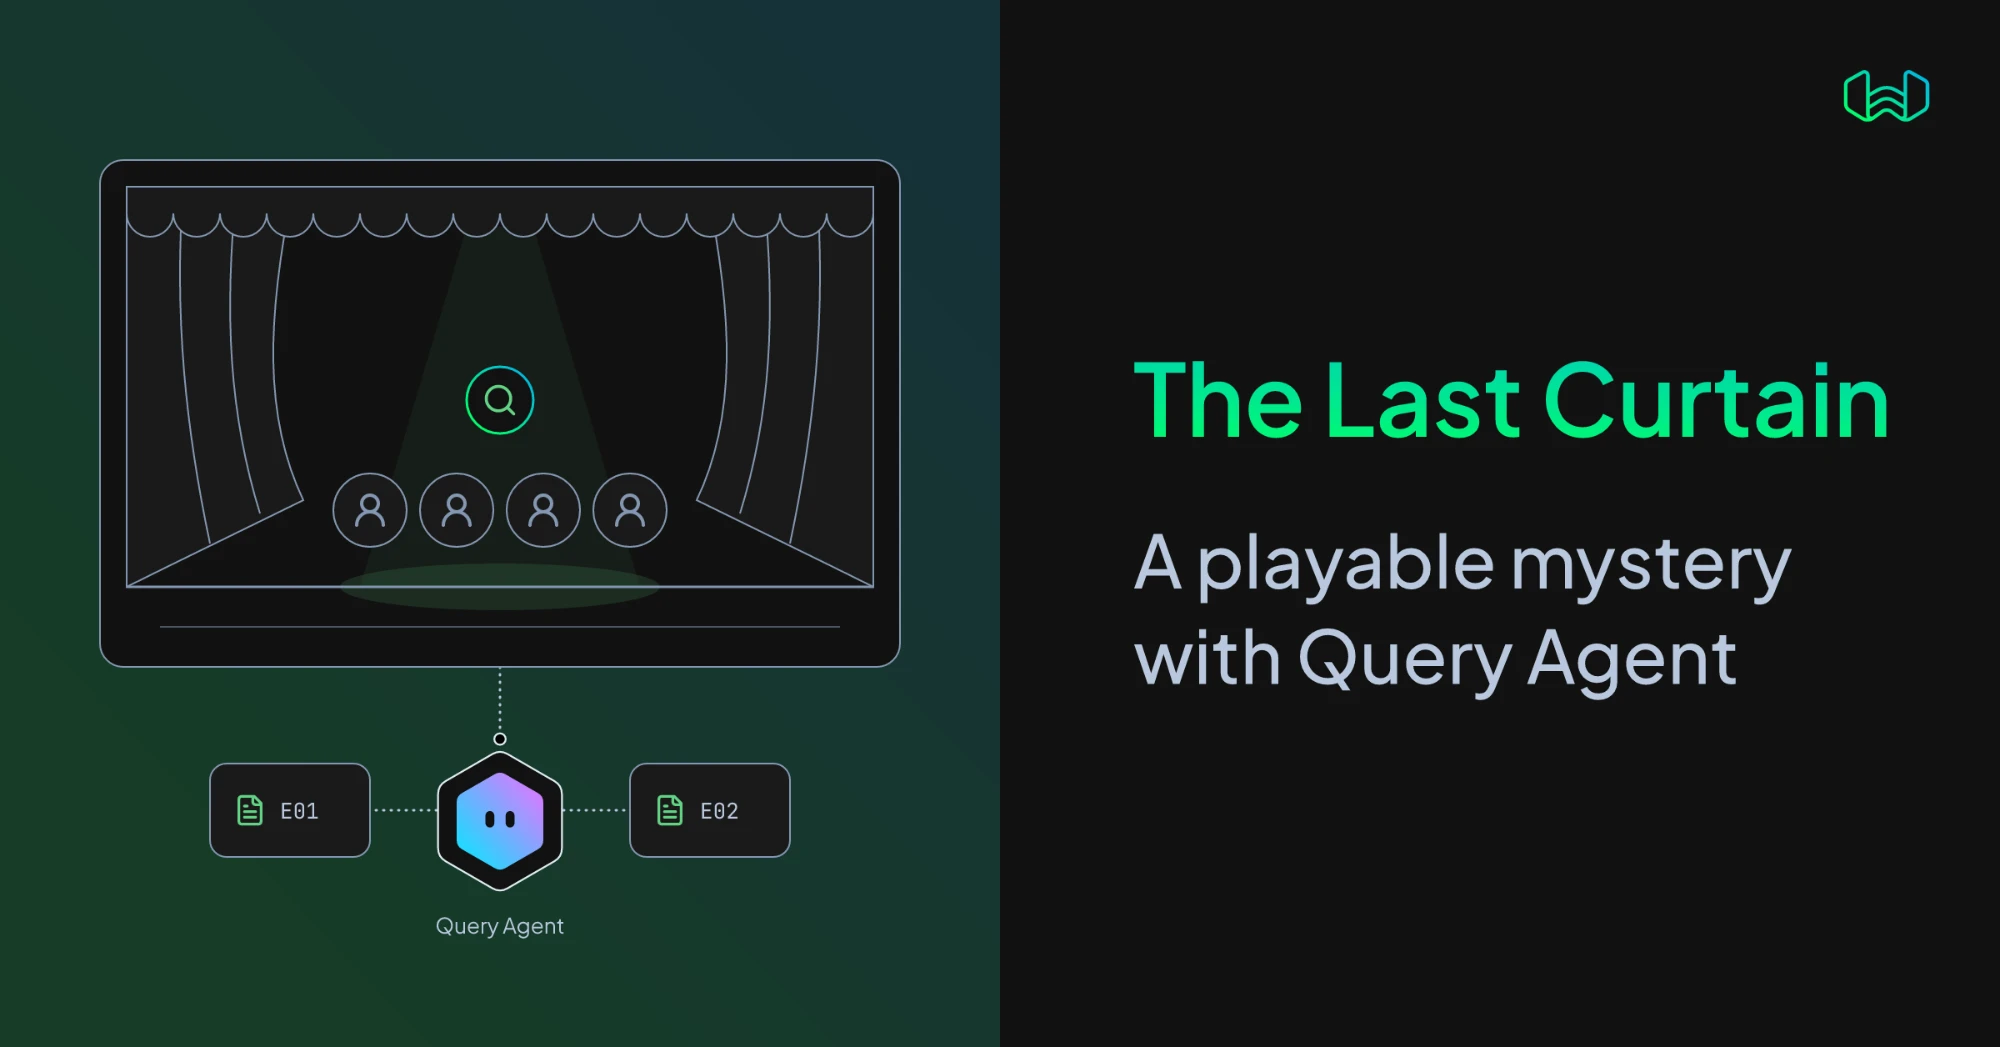 The Last Curtain
A playable mystery
with Query Agent
E01
E02
Query Agent